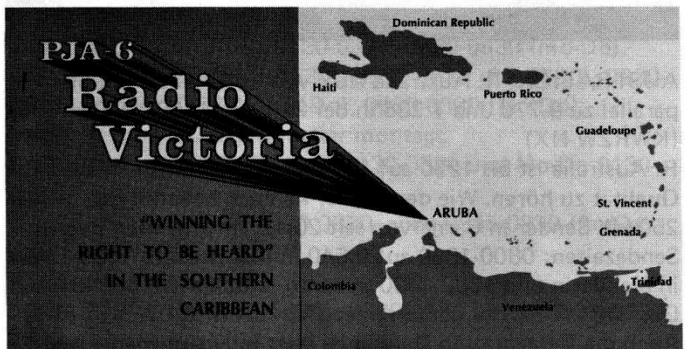 PJA-6
Radio
Victoria
"WINNING THE
RIGHT TO BE HEARD"
IN THE SOUTHERN
CARIBBEAN
Dominican Republic
Haiti
Puerto Rico
Guadeloupe
St. Vincent
ARUBA
Grenada
Colombia
Venezuela
Trinidad